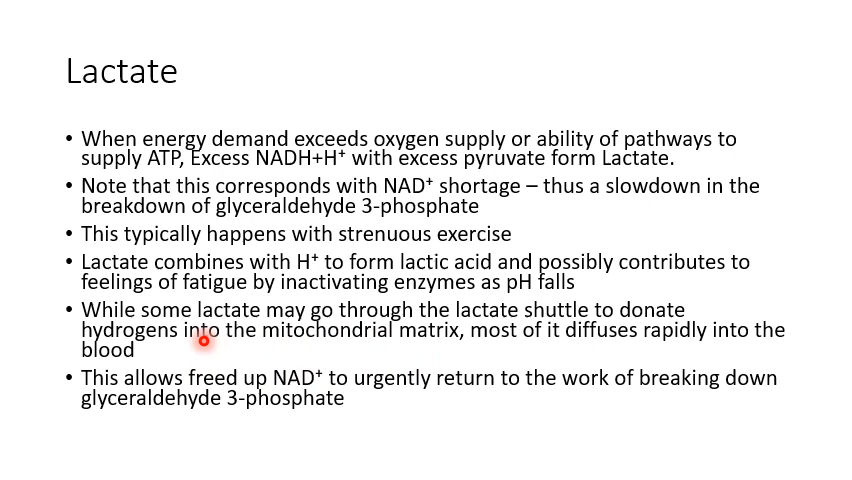 Lactate
• When energy demand exceeds oxygen supply or ability of pathways to
supply ATP, Excess NADH+H⁺ with excess pyruvate form Lactate.
• Note that this corresponds with NAD⁺ shortage – thus a slowdown in the
breakdown of glyceraldehyde 3-phosphate
• This typically happens with strenuous exercise
• Lactate combines with H⁺ to form lactic acid and possibly contributes to
feelings of fatigue by inactivating enzymes as pH falls
• While some lactate may go through the lactate shuttle to donate
hydrogens into the mitochondrial matrix, most of it diffuses rapidly into the
blood
• This allows freed up NAD⁺ to urgently return to the work of breaking down
glyceraldehyde 3-phosphate